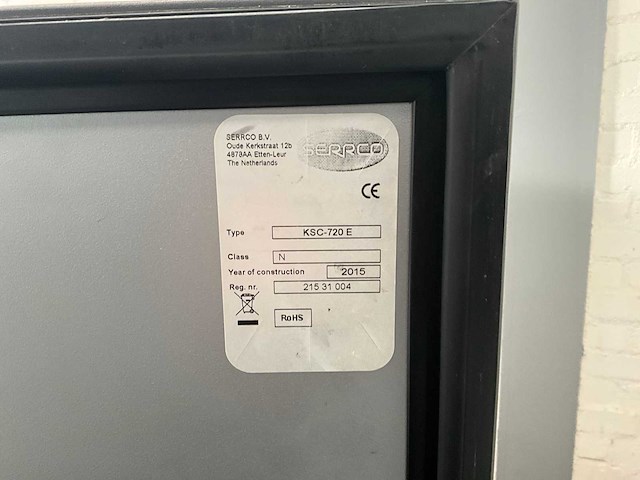 SERRCO B.V.
Oude Kerkstraat 12b
4878AA Etten-Leur
The Netherlands
SERRCO
CE
Type KSC-720 E
Class N
Year of construction 2015
Reg. nr. 215 31 004
RoHS